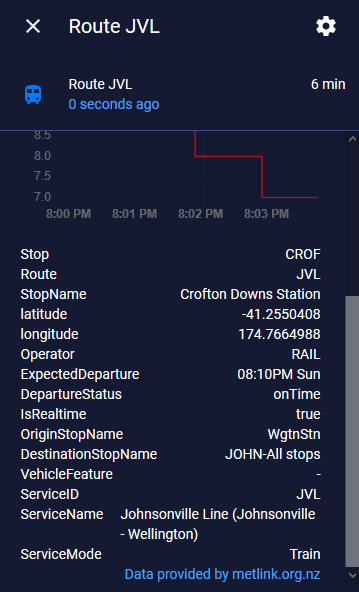 Route JVL
Route JVL 6 min
0 seconds ago
8.5
8.0
7.5
7.0
8:00 PM 8:01 PM 8:02 PM 8:03 PM
Stop CROF
Route JVL
StopName Crofton Downs Station
latitude -41.2550408
longitude 174.7664988
Operator RAIL
ExpectedDeparture 08:10PM Sun
DepartureStatus onTime
IsRealtime true
OriginStopName WgtnStn
DestinationStopName JOHN-All stops
VehicleFeature -
ServiceID JVL
ServiceName Johnsonville Line (Johnsonville
- Wellington)
ServiceMode Train
Data provided by metlink.org.nz